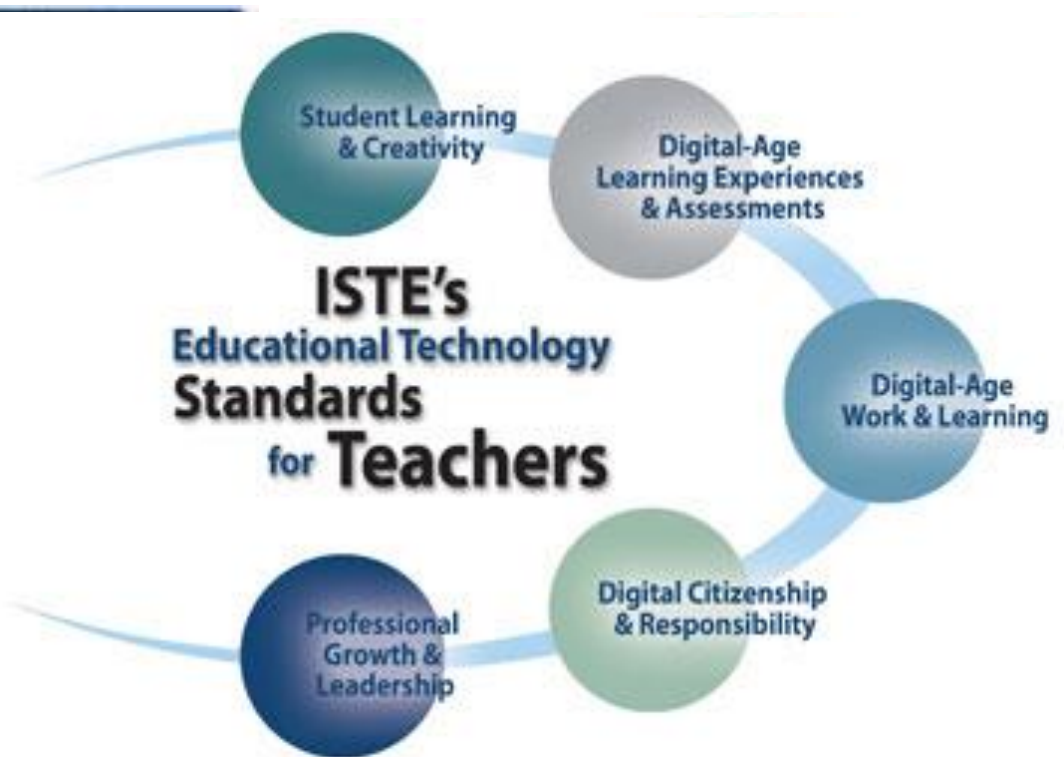 Student Learning
& Creativity
Digital-Age
Learning Experiences
& Assessments
ISTE's
Educational Technology
Standards
for Teachers
Digital-Age
Work & Learning
Digital Citizenship
& Responsibility
Professional
Growth &
Leadership